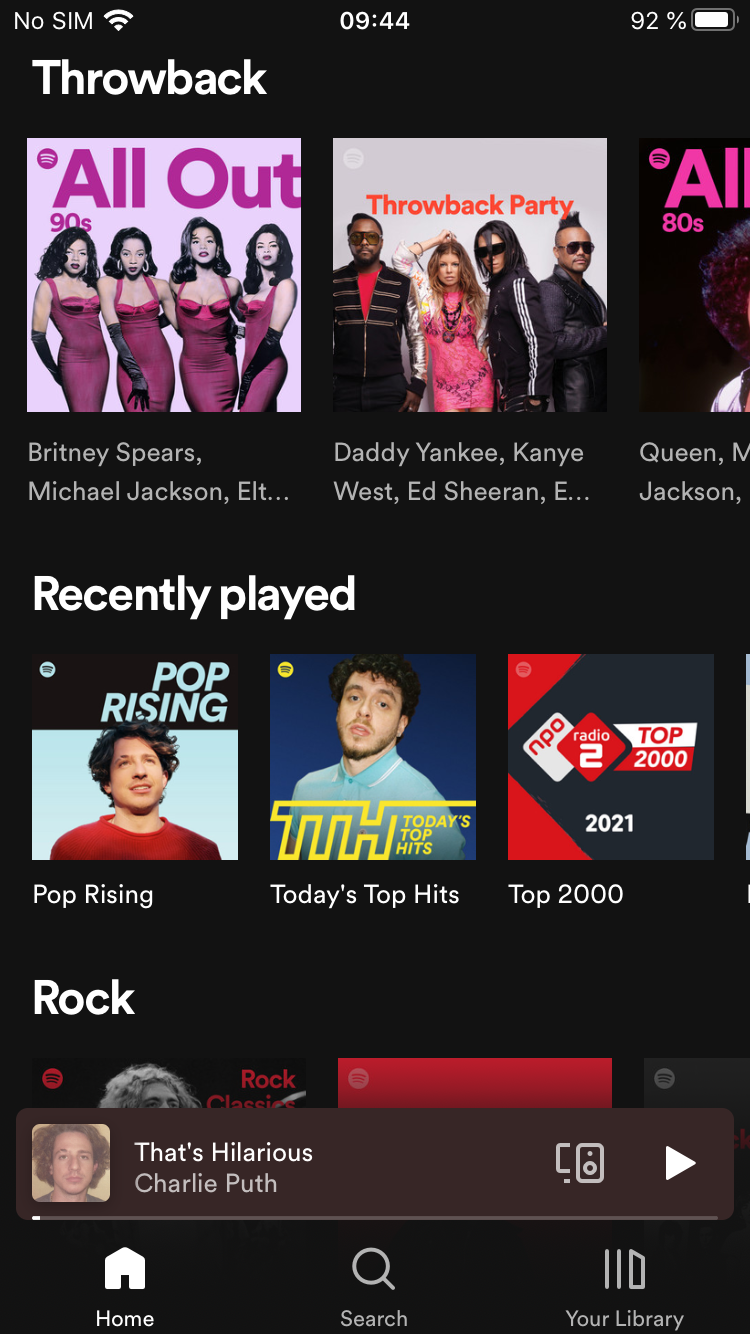 No SIM 09:44 92 %
Throwback
All Out
90s
Throwback Party
All
80s
Britney Spears,
Michael Jackson, Elt...
Daddy Yankee, Kanye
West, Ed Sheeran, E...
Queen, M
Jackson,
Recently played
POP
RISING
TTH TODAY'S
TOP
HITS
npo radio 2 TOP
2000
2021
Pop Rising
Today's Top Hits
Top 2000
Rock
Rock
Classics
That's Hilarious
Charlie Puth
Home
Search
Your Library